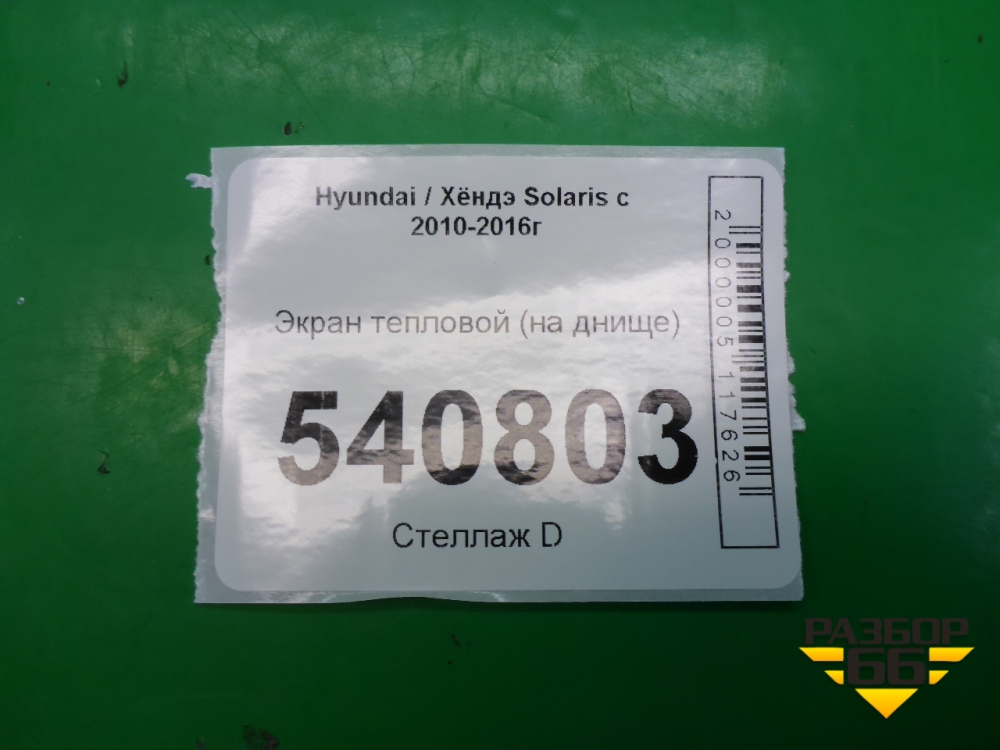 Hyundai / Хёндэ Solaris с
2010-2016г
Экран тепловой (на днище)
540803
Стеллаж D
2000005117626
РАЗБОР
66